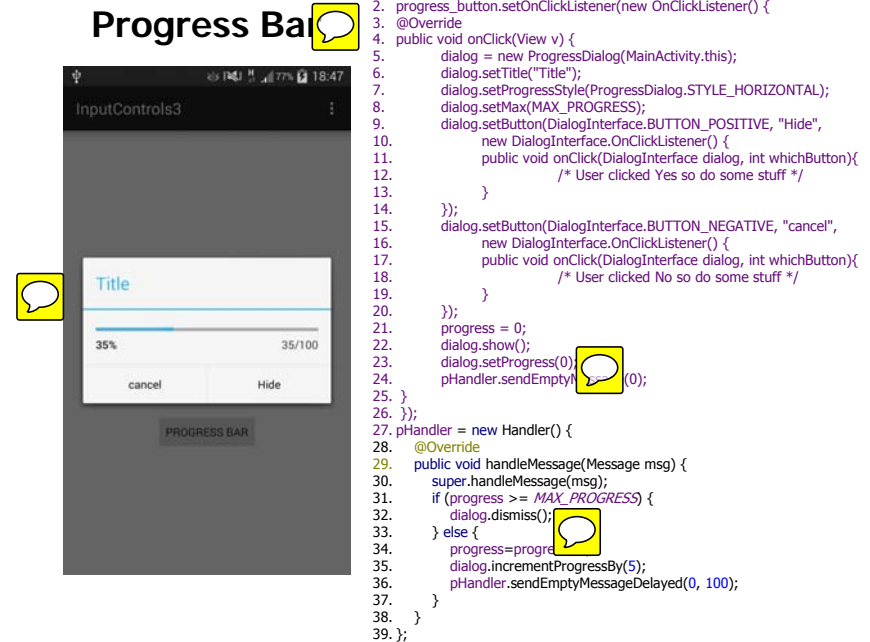 Progress Ba
18:47
77%
InputControls3
Title
35%
35/100
cancel
Hide
PROGRESS BAR
2. progress_button.setOnClickListener(new OnClickListener() {
3. @Override
4. public void onClick(View v) {
5. dialog = new ProgressDialog(MainActivity.this);
6. dialog.setTitle("Title");
7. dialog.setProgressStyle(ProgressDialog.STYLE_HORIZONTAL);
8. dialog.setMax(MAX_PROGRESS);
9. dialog.setButton(DialogInterface.BUTTON_POSITIVE, "Hide",
10. new DialogInterface.OnClickListener() {
11. public void onClick(DialogInterface dialog, int whichButton){
12. /* User clicked Yes so do some stuff */
13. }
14. });
15. dialog.setButton(DialogInterface.BUTTON_NEGATIVE, "cancel",
16. new DialogInterface.OnClickListener() {
17. public void onClick(DialogInterface dialog, int whichButton){
18. /* User clicked No so do some stuff */
19. }
20. });
21. progress = 0;
22. dialog.show();
23. dialog.setProgress(0)
24. pHandler.sendEmpty (0);
25. }
26. });
27. pHandler = new Handler() {
28. @Override
29. public void handleMessage(Message msg) {
30. super.handleMessage(msg);
31. if (progress >= MAX_PROGRESS) {
32. dialog.dismiss();
33. } else {
34. progress=progre
35. dialog.incrementProgressBy(5);
36. pHandler.sendEmptyMessageDelayed(0, 100);
37. }
38. }
39. };